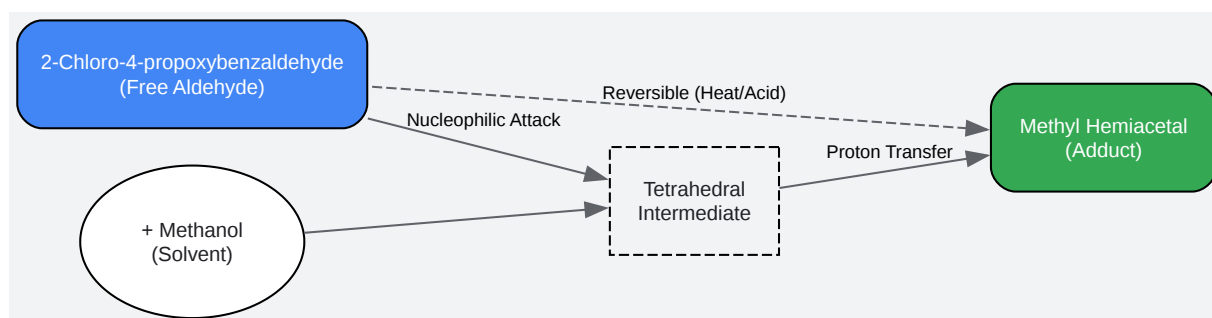 2-Chloro-4-propoxybenzaldehyde
(Free Aldehyde)
Reversible (Heat/Acid)
Nucleophilic Attack
Methyl Hemiacetal
(Adduct)
Proton Transfer
Tetrahedral
Intermediate
+ Methanol
(Solvent)